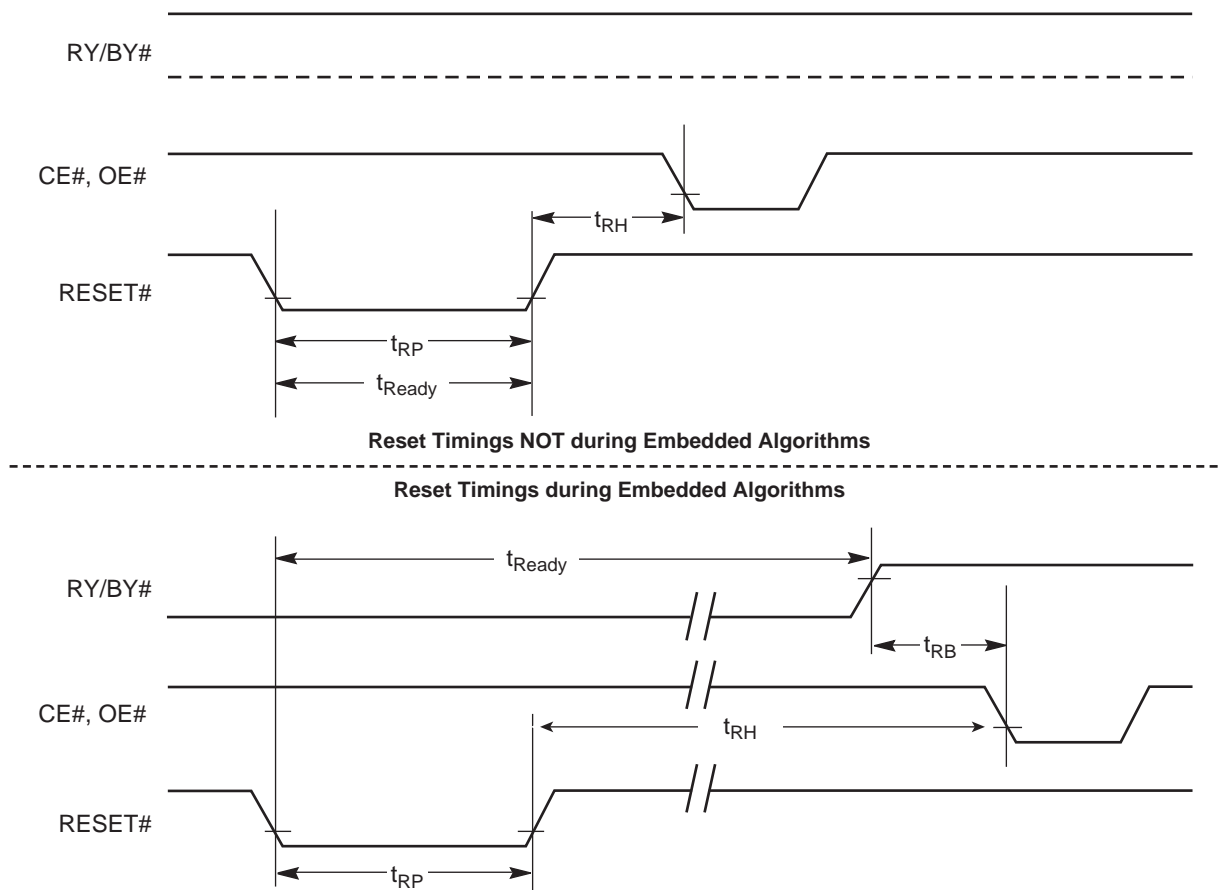 RY/BY#
CE#, OE#
tRH
RESET#
tRP
tReady
Reset Timings NOT during Embedded Algorithms
Reset Timings during Embedded Algorithms
tReady
RY/BY#
tRB
CE#, OE#
tRH
RESET#
tRP